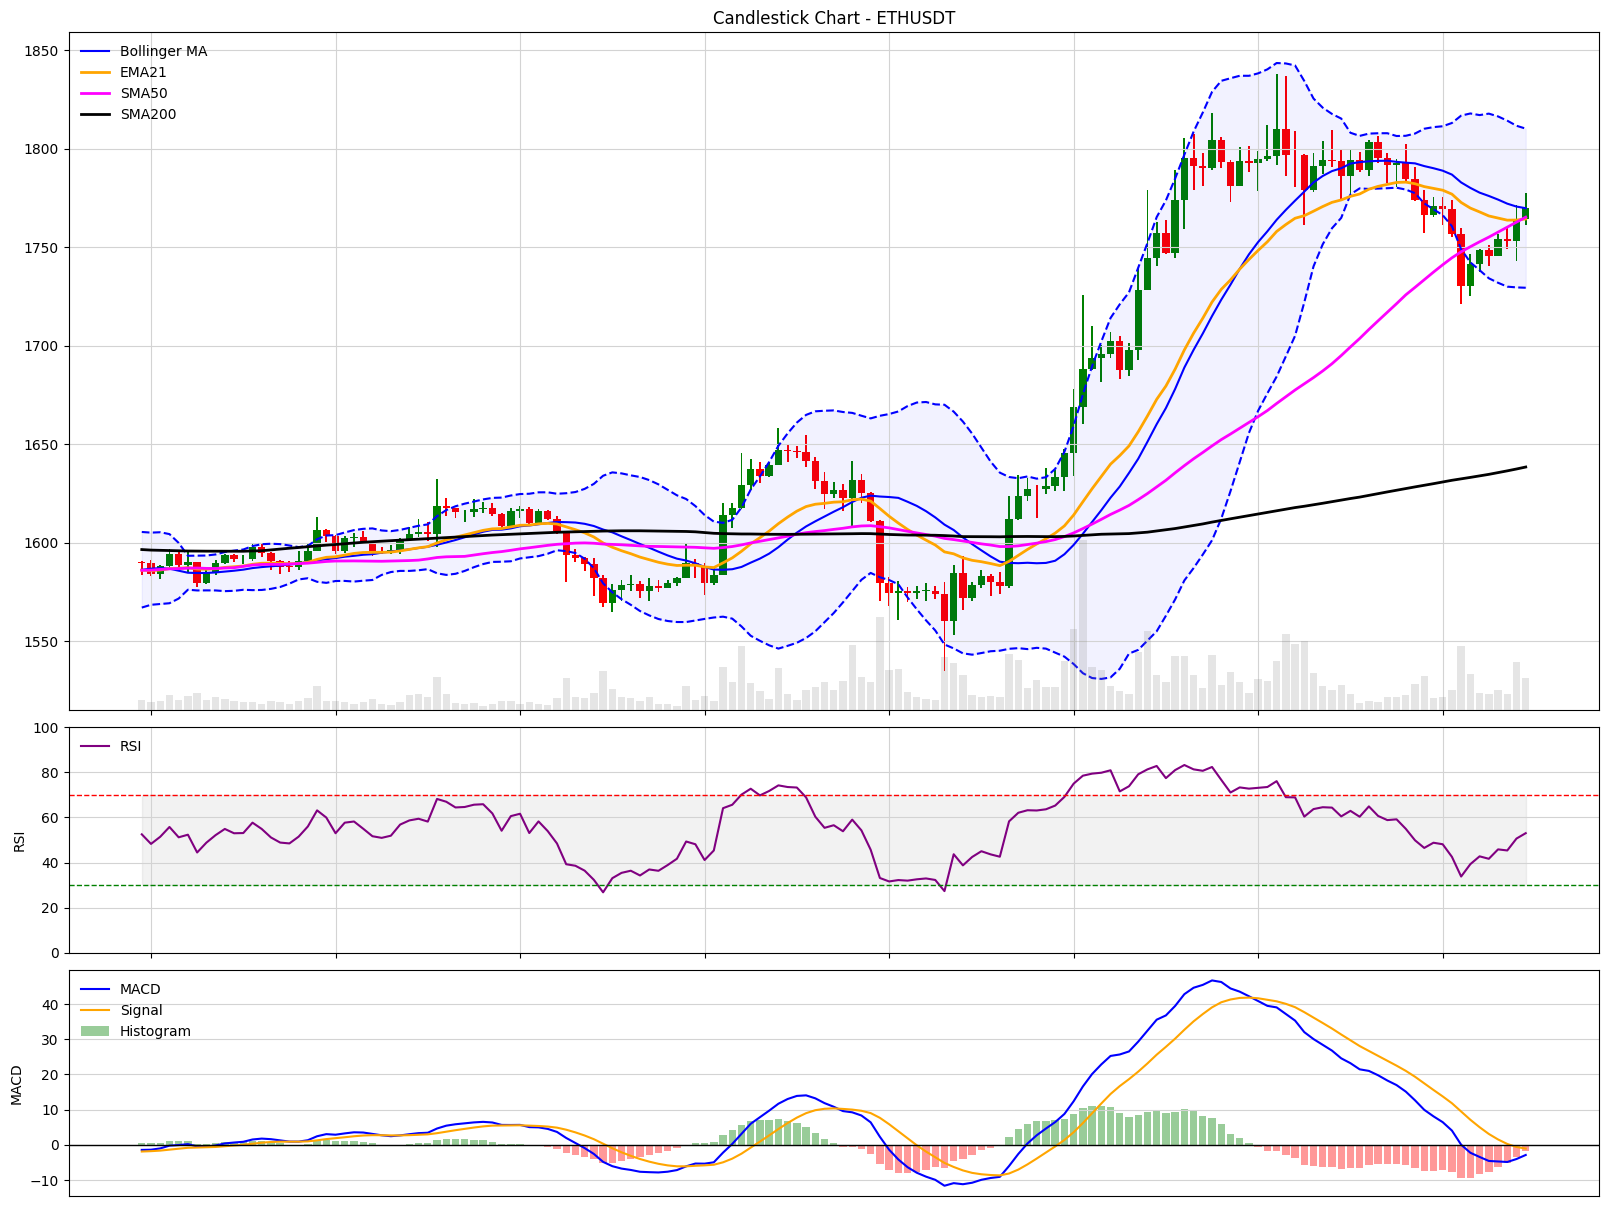 Candlestick Chart - ETHUSDT
Bollinger MA
EMA21
SMA50
SMA200
1850
1800
1750
1700
1650
1600
1550
RSI
RSI
100
80
60
40
20
0
MACD
Signal
Histogram
MACD
40
30
20
10
0
−10